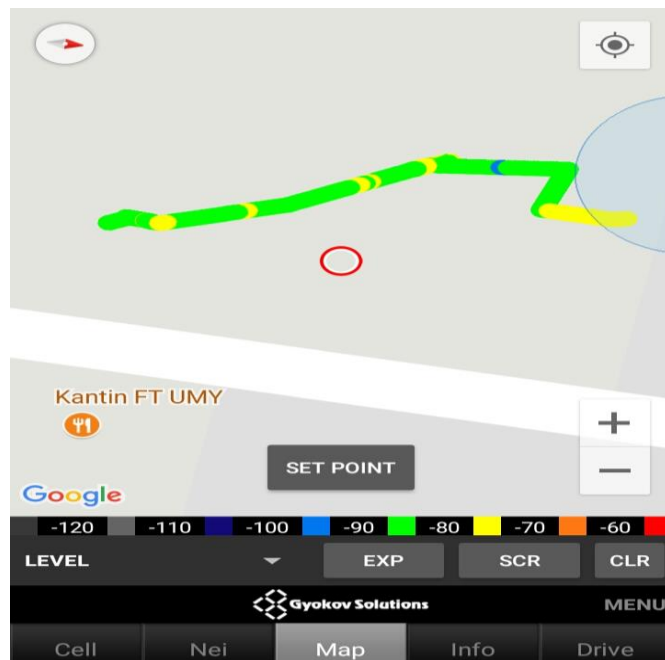 Kantin FT UMY
SET POINT
Google
-120 -110 -100 -90 -80 -70 -60
LEVEL EXP SCR CLR
Gyokov Solutions MENU
Cell Nei Map Info Drive